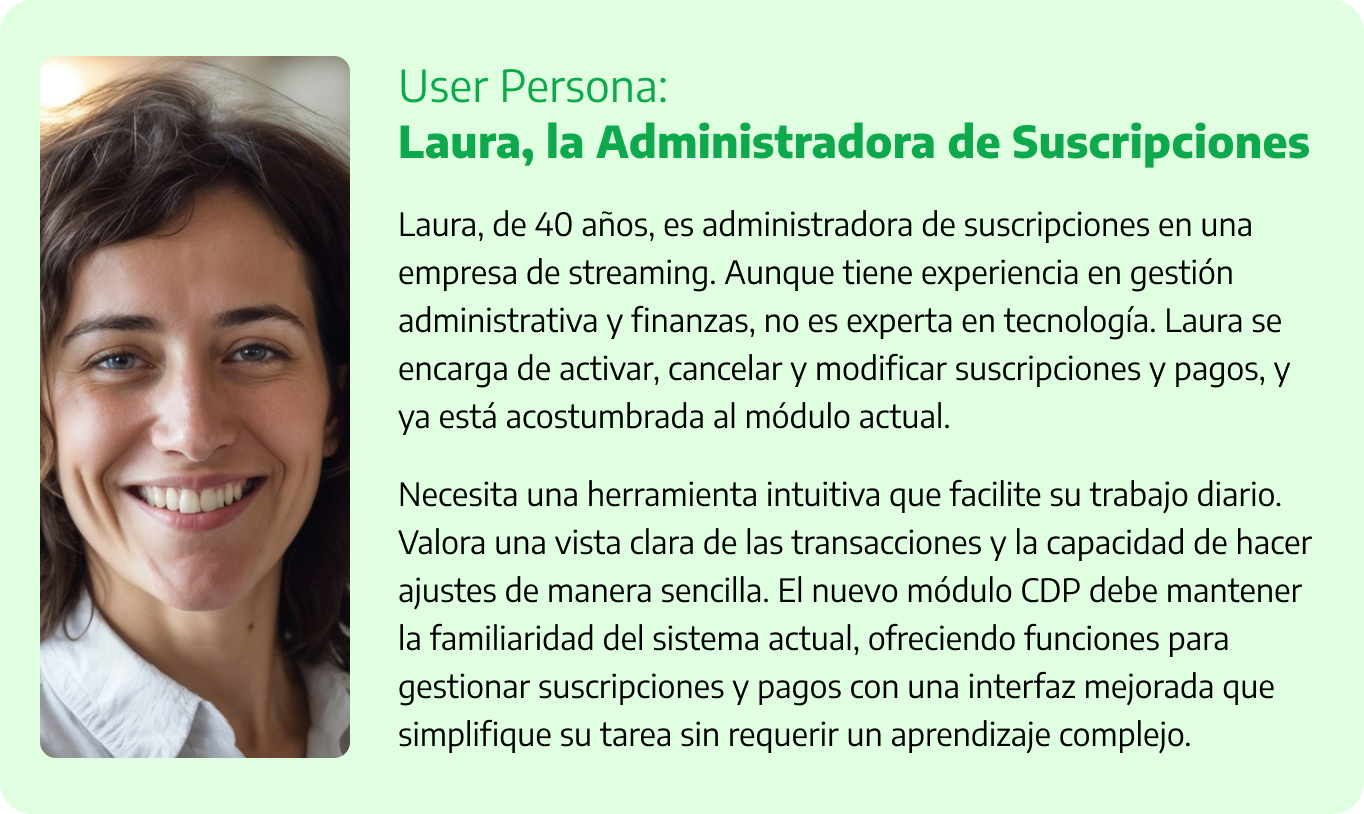 User Persona:
Laura, la Administradora de Suscripciones
Laura, de 40 años, es administradora de suscripciones en una
empresa de streaming. Aunque tiene experiencia en gestión
administrativa y finanzas, no es experta en tecnología. Laura se
encarga de activar, cancelar y modificar suscripciones y pagos, y
ya está acostumbrada al módulo actual.
Necesita una herramienta intuitiva que facilite su trabajo diario.
Valora una vista clara de las transacciones y la capacidad de hacer
ajustes de manera sencilla. El nuevo módulo CDP debe mantener
la familiaridad del sistema actual, ofreciendo funciones para
gestionar suscripciones y pagos con una interfaz mejorada que
simplifique su tarea sin requerir un aprendizaje complejo.